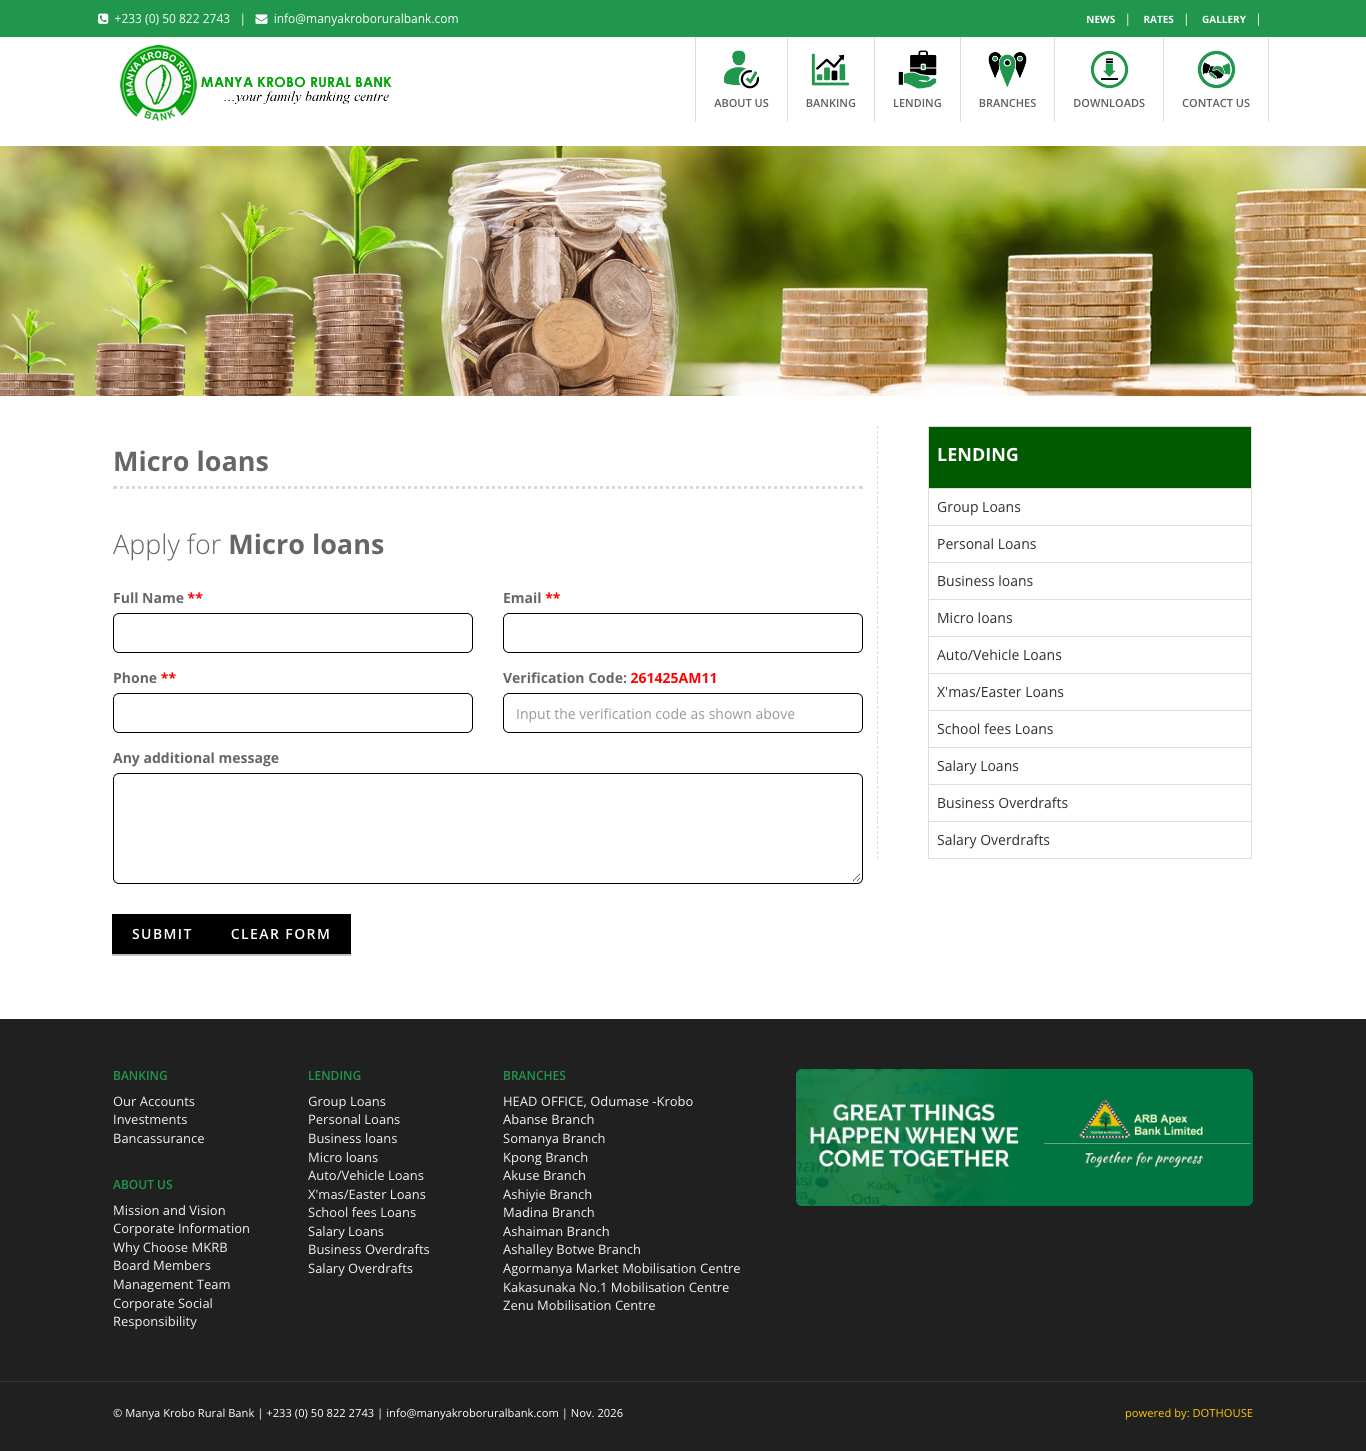 +233 (0) 50 822 2743 | info@manyakroboruralbank.com
NEWS | RATES | GALLERY |
MANYA KROBO RURAL BANK
MANYA KROBO RURAL BANK
...your family banking centre
ABOUT US
BANKING
LENDING
BRANCHES
DOWNLOADS
CONTACT US
Micro loans
Apply for Micro loans
Full Name **
Email **
Phone **
Verification Code: 261425AM11
Input the verification code as shown above
Any additional message
SUBMIT
CLEAR FORM
LENDING
Group Loans
Personal Loans
Business loans
Micro loans
Auto/Vehicle Loans
X'mas/Easter Loans
School fees Loans
Salary Loans
Business Overdrafts
Salary Overdrafts
BANKING
Our Accounts
Investments
Bancassurance
ABOUT US
Mission and Vision
Corporate Information
Why Choose MKRB
Board Members
Management Team
Corporate Social
Responsibility
LENDING
Group Loans
Personal Loans
Business loans
Micro loans
Auto/Vehicle Loans
X'mas/Easter Loans
School fees Loans
Salary Loans
Business Overdrafts
Salary Overdrafts
BRANCHES
HEAD OFFICE, Odumase -Krobo
Abanse Branch
Somanya Branch
Kpong Branch
Akuse Branch
Ashiyie Branch
Madina Branch
Ashaiman Branch
Ashalley Botwe Branch
Agormanya Market Mobilisation Centre
Kakasunaka No.1 Mobilisation Centre
Zenu Mobilisation Centre
GREAT THINGS
HAPPEN WHEN WE
COME TOGETHER
ARB Apex
Bank Limited
Together for progress
Oda
© Manya Krobo Rural Bank | +233 (0) 50 822 2743 | info@manyakroboruralbank.com | Nov. 2026
powered by: DOTHOUSE